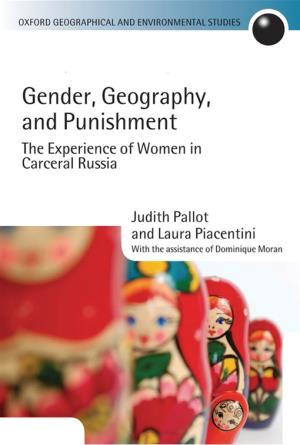 OXFORD GEOGRAPHICAL AND ENVIRONMENTAL STUDIES
Gender, Geography,
and Punishment
The Experience of Women in
Carceral Russia
Judith Pallot
and Laura Piacentini
With the assistance of Dominique Moran